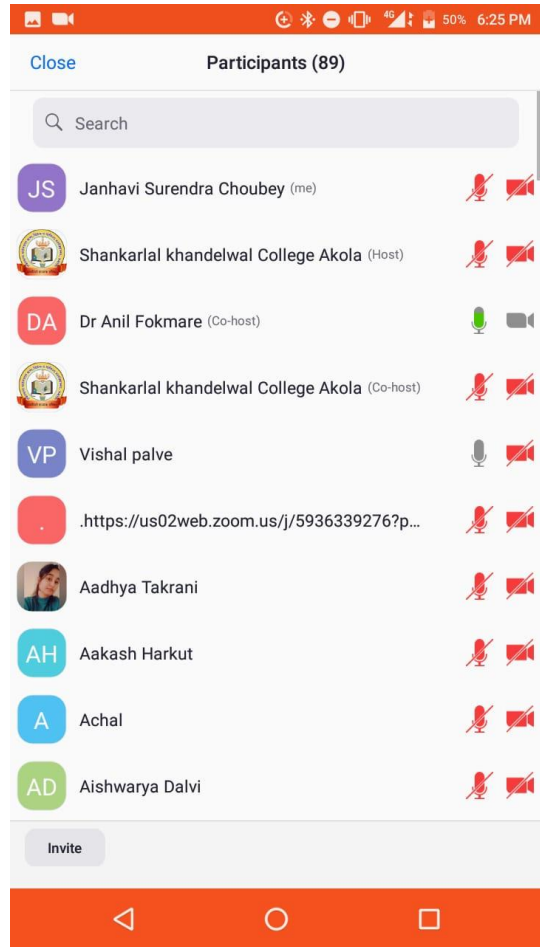 4G 50% 6:25 PM
Close Participants (89)
Search
JS Janhavi Surendra Choubey (me)
Shankarlal khandelwal College Akola (Host)
DA Dr Anil Fokmare (Co-host)
Shankarlal khandelwal College Akola (Co-host)
VP Vishal palve
. .https://us02web.zoom.us/j/5936339276?p...
Aadhya Takrani
AH Aakash Harkut
A Achal
AD Aishwarya Dalvi
Invite